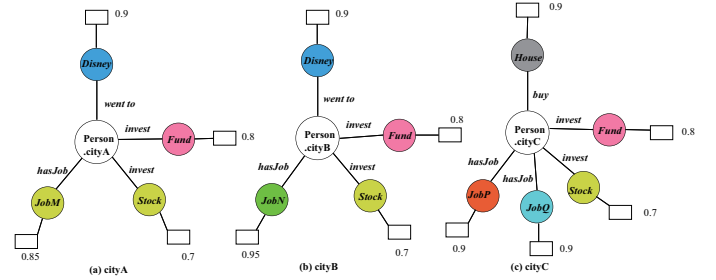 0.9
Disney
went to
Person
.cityA
invest
Fund
0.8
hasJob
invest
JobM
Stock
0.85
0.7
(a) cityA
0.9
Disney
went to
Person
.cityB
invest
Fund
0.8
hasJob
invest
JobN
Stock
0.95
0.7
(b) cityB
0.9
House
buy
Person
.cityC
invest
Fund
0.8
hasJob
hasJob
invest
JobP
JobQ
Stock
0.9
0.9
0.7
(c) cityC